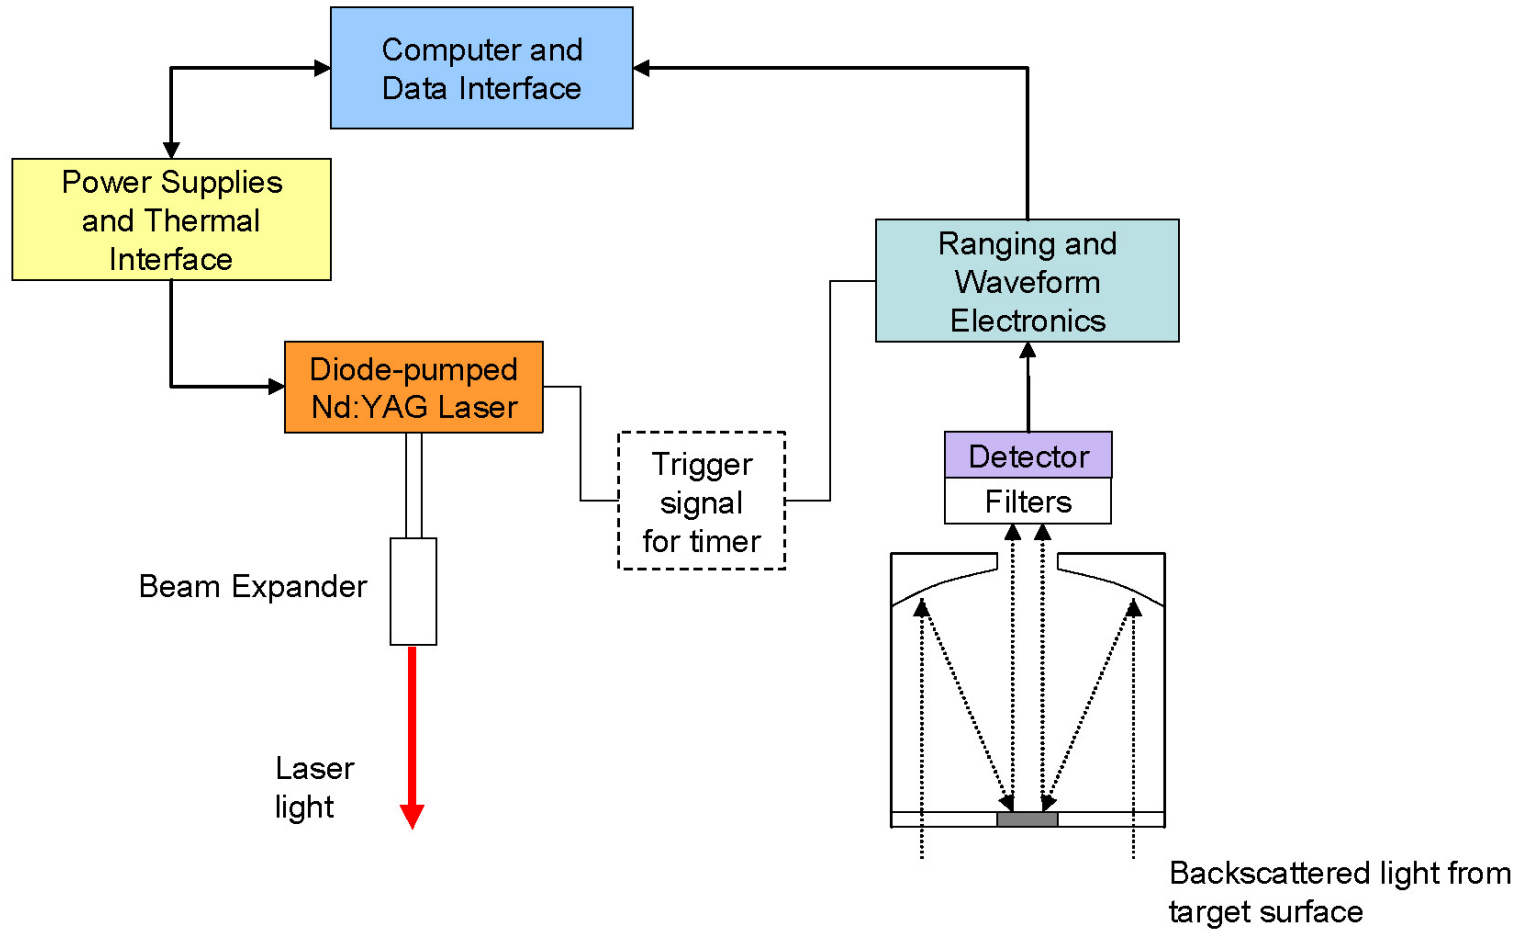 Computer and
Data Interface
Power Supplies
and Thermal
Interface
Ranging and
Waveform
Electronics
Diode-pumped
Nd:YAG Laser
Trigger
signal
for timer
Detector
Filters
Beam Expander
Laser
light
Backscattered light from
target surface